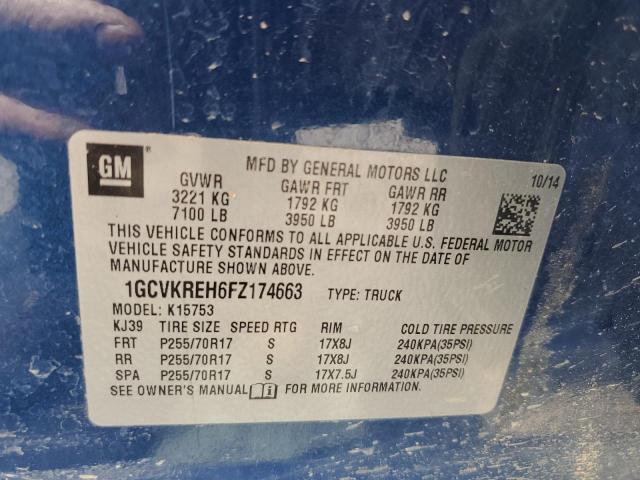 GM ®
MFD BY GENERAL MOTORS LLC
10/14
GVWR GAWR FRT GAWR RR
3221 KG 1792 KG 1792 KG
7100 LB 3950 LB 3950 LB
THIS VEHICLE CONFORMS TO ALL APPLICABLE U.S. FEDERAL MOTOR
VEHICLE SAFETY STANDARDS IN EFFECT ON THE DATE OF
MANUFACTURE SHOWN ABOVE.
1GCVKREH6FZ174663 TYPE: TRUCK
MODEL: K15753
KJ39 TIRE SIZE SPEED RTG RIM COLD TIRE PRESSURE
FRT P255/70R17 S 17X8J 240KPA(35PSI)
RR P255/70R17 S 17X8J 240KPA(35PSI)
SPA P255/70R17 S 17X7.5J 240KPA(35PSI)
SEE OWNER'S MANUAL FOR MORE INFORMATION.